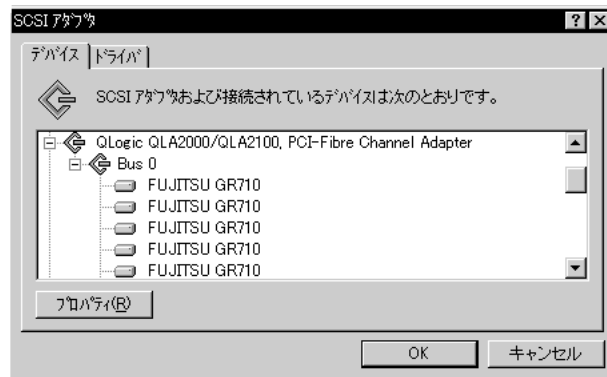 SCSI ｱﾀﾞﾌﾟﾀ
ﾃﾞﾊﾞｲｽ ﾄﾞﾗｲﾊﾞ
SCSI ｱﾀﾞﾌﾟﾀおよび接続されているﾃﾞﾊﾞｲｽは次のとおりです。
QLogic QLA2000/QLA2100, PCI-Fibre Channel Adapter
Bus 0
FUJITSU GR710
FUJITSU GR710
FUJITSU GR710
FUJITSU GR710
FUJITSU GR710
ﾌﾟﾛﾊﾟﾃｨ(R)
OK キャンセル